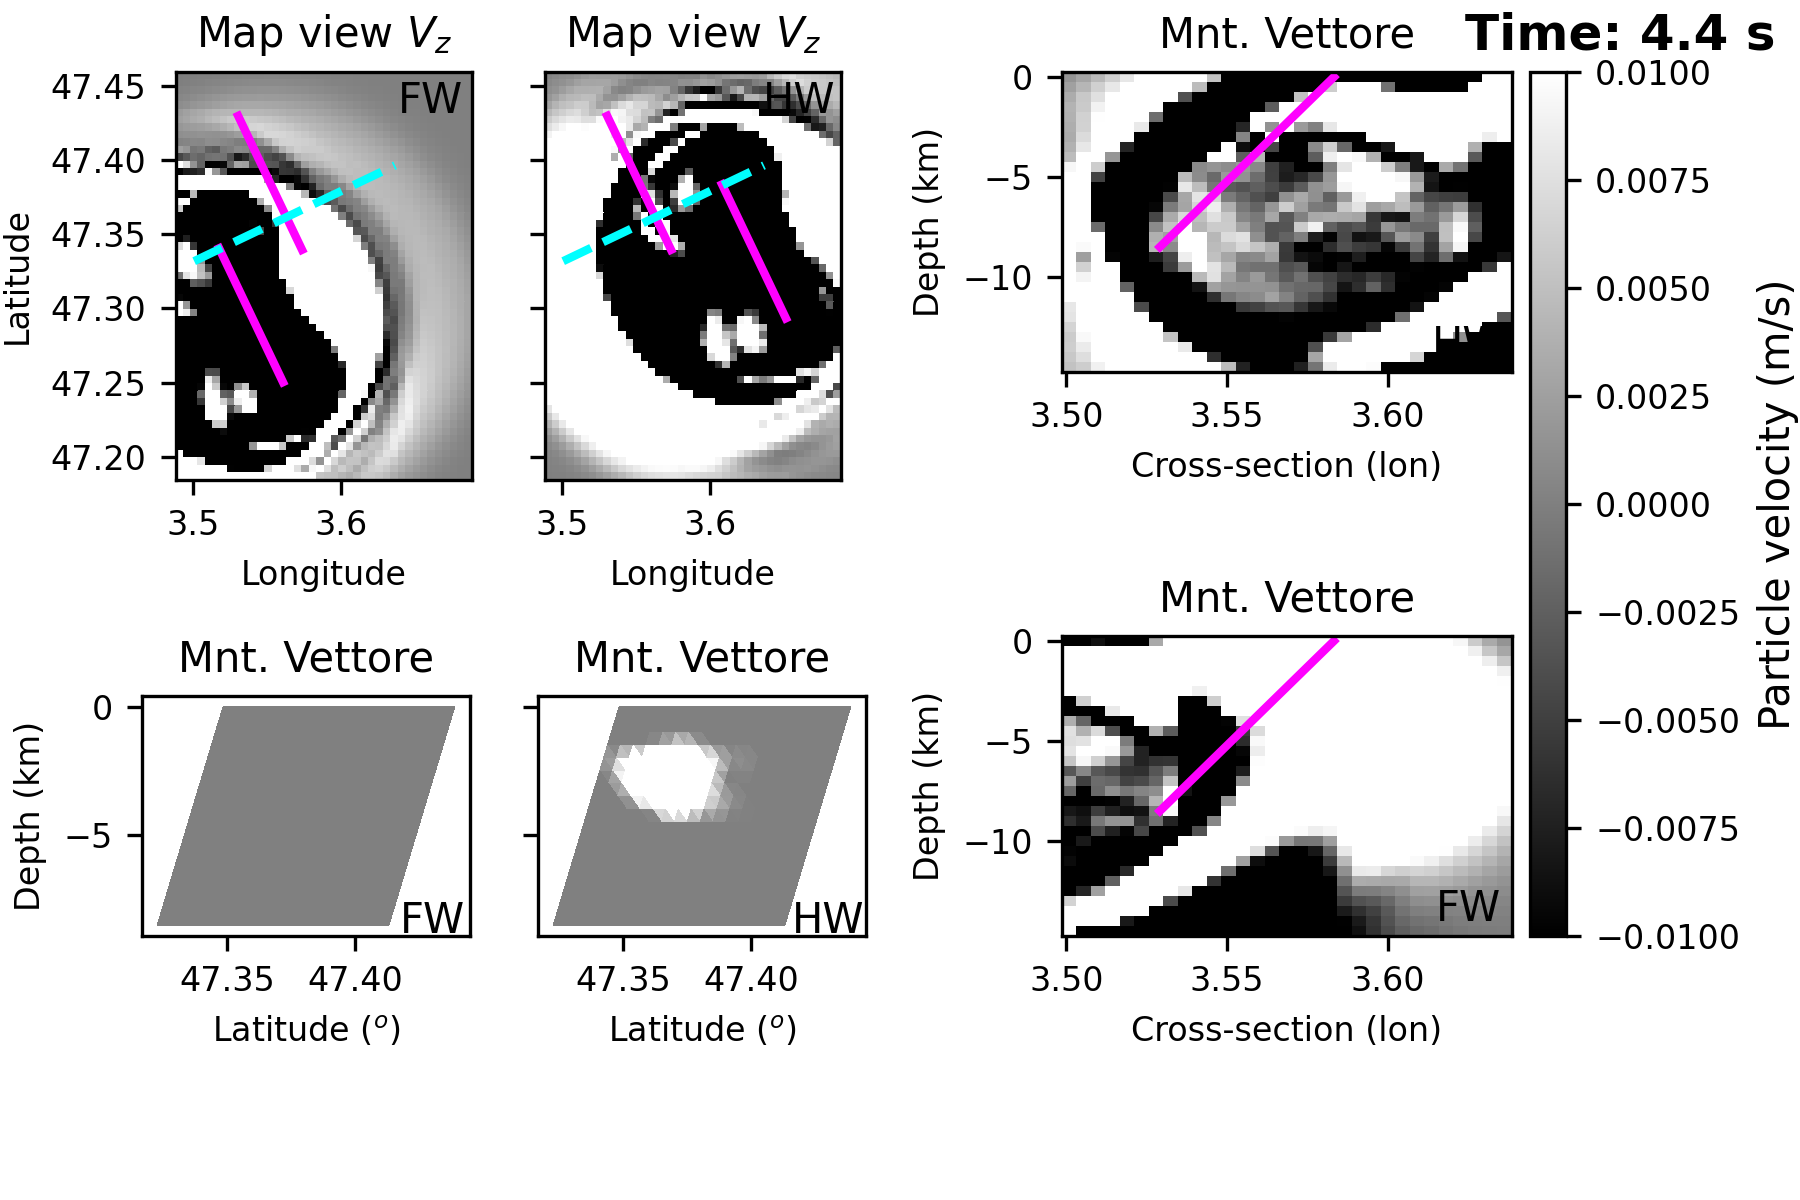 Map view Vz
Map view Vz
Mnt. Vettore
Time: 4.4 s
FW
HW
47.45
47.40
47.35
47.30
47.25
47.20
Latitude
3.5
3.6
Longitude
3.5
3.6
Longitude
0
−5
−10
Depth (km)
3.50
3.55
3.60
Cross-section (lon)
0.0100
0.0075
0.0050
0.0025
0.0000
−0.0025
−0.0050
−0.0075
−0.0100
Particle velocity (m/s)
Mnt. Vettore
Mnt. Vettore
Mnt. Vettore
0
−5
Depth (km)
FW
HW
47.35
47.40
Latitude (o)
47.35
47.40
Latitude (o)
0
−5
−10
Depth (km)
FW
3.50
3.55
3.60
Cross-section (lon)